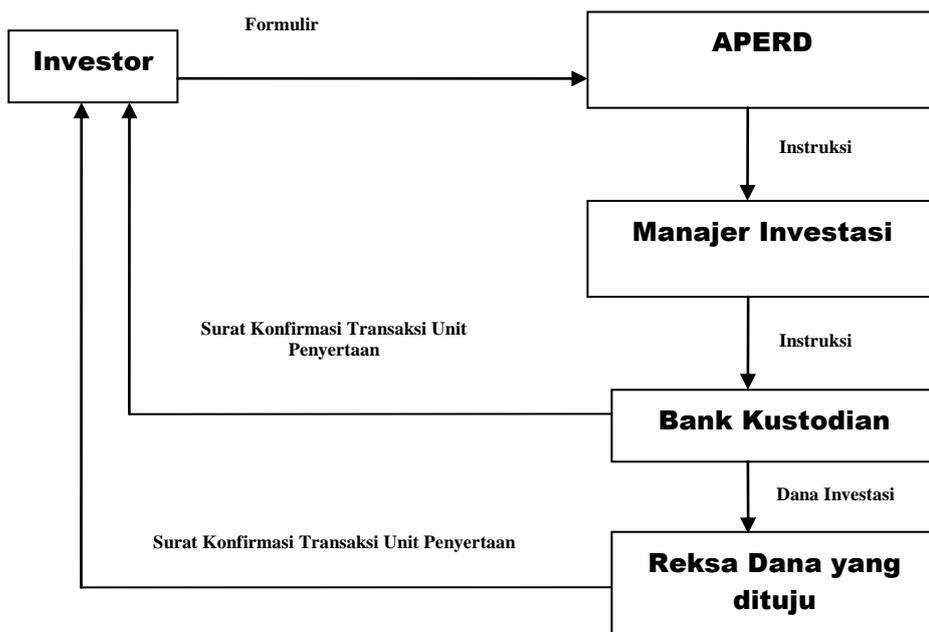 Formulir
Investor
APERD
Instruksi
Manajer Investasi
Surat Konfirmasi Transaksi Unit
Penyertaan
Instruksi
Bank Kustodian
Dana Investasi
Surat Konfirmasi Transaksi Unit Penyertaan
Reksa Dana yang
dituju